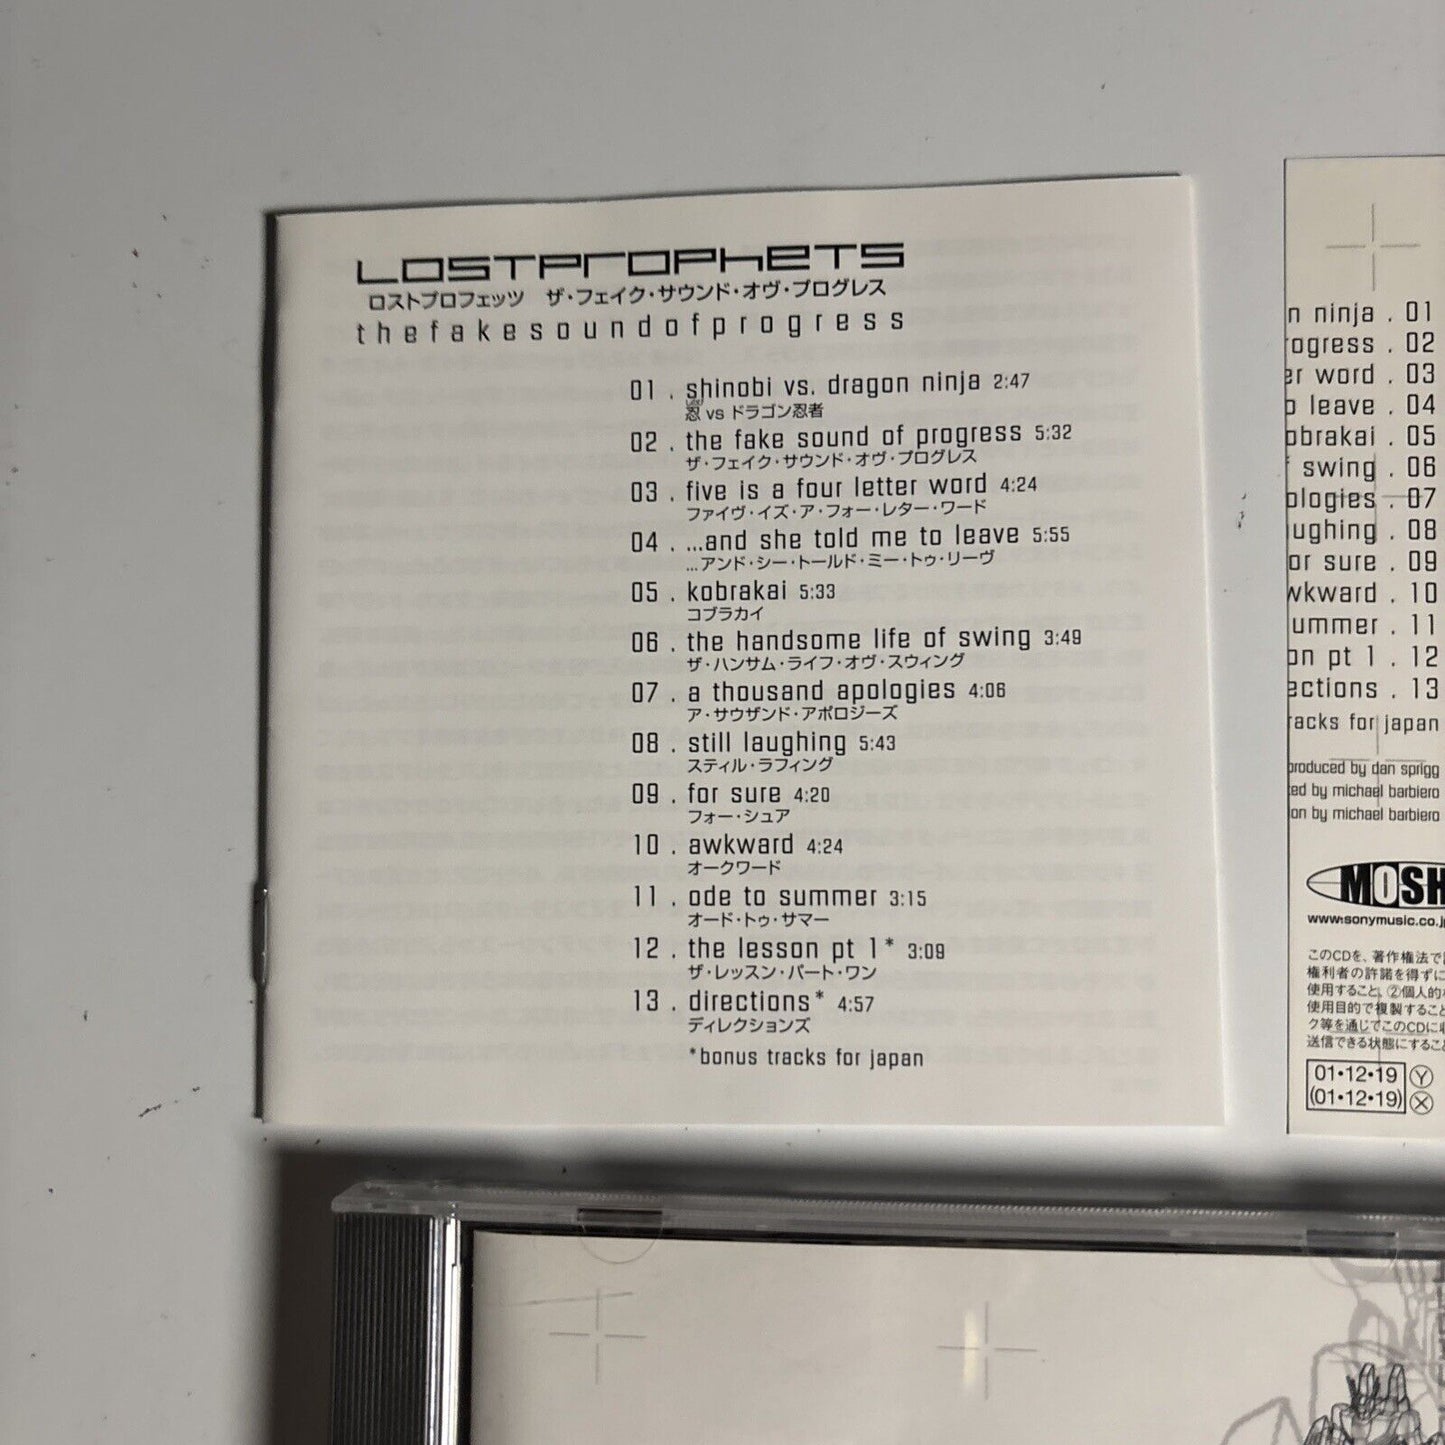 LOSTPROPHETS
ロストプロフェッツ　ザ・フェイク・サウンド・オヴ・プログレス
thefakesoundofprogress
01 . shinobi vs. dragon ninja 2:47
忍 vs ドラゴン忍者
02 . the fake sound of progress 5:32
ザ・フェイク・サウンド・オヴ・プログレス
03 . five is a four letter word 4:24
ファイヴ・イズ・ア・フォー・レター・ワード
04 . ...and she told me to leave 5:55
...アンド・シー・トールド・ミー・トゥ・リーヴ
05 . kobrakai 5:33
コブラカイ
06 . the handsome life of swing 3:49
ザ・ハンサム・ライフ・オヴ・スウィング
07 . a thousand apologies 4:06
ア・サウザンド・アポロジーズ
08 . still laughing 5:43
スティル・ラフィング
09 . for sure 4:20
フォー・シュア
10 . awkward 4:24
オークワード
11 . ode to summer 3:15
オード・トゥ・サマー
12 . the lesson pt 1* 3:09
ザ・レッスン・パート・ワン
13 . directions* 4:57
ディレクションズ
*bonus tracks for japan
n ninja . 01
ogress . 02
er word . 03
o leave . 04
obrakai . 05
f swing . 06
ologies . 07
ughing . 08
or sure . 09
wkward . 10
ummer . 11
on pt 1 . 12
ections . 13
racks for japan
produced by dan sprigg
ed by michael barbiero
on by michael barbiero
MOSH
www.sonymusic.co.j
このCDを、著作権法で
権利者の許諾を得ずに
使用すること、②個人的
使用目的で複製すること
ク等を通じてこのCDに
送信できる状態にするこ
01•12•19 Ⓨ
(01•12•19) Ⓧ